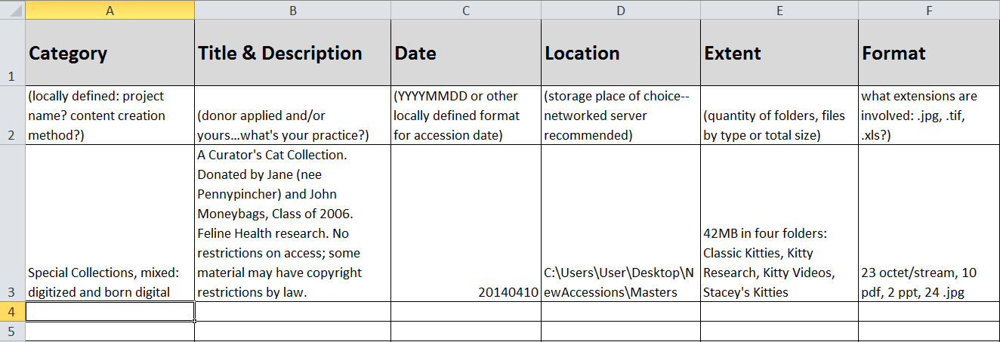 A B C D E F
1 Category Title & Description Date Location Extent Format
2
(locally defined: project
name? content creation
method?)
(donor applied and/or
yours...what's your practice?)
(YYYYMMDD or other
locally defined format
for accession date)
(storage place of choice--
networked server
recommended)
(quantity of folders, files
by type or total size)
what extensions are
involved: .jpg, .tif,
.xls?)
3
Special Collections, mixed:
digitized and born digital
A Curator's Cat Collection.
Donated by Jane (nee
Pennypincher) and John
Moneybags, Class of 2006.
Feline Health research. No
restrictions on access; some
material may have copyright
restrictions by law.
20140410
C:\Users\User\Desktop\N
ewAccessions\Masters
42MB in four folders:
Classic Kitties, Kitty
Research, Kitty Videos,
Stacey's Kitties
23 octet/stream, 10
pdf, 2 ppt, 24 .jpg
4
5